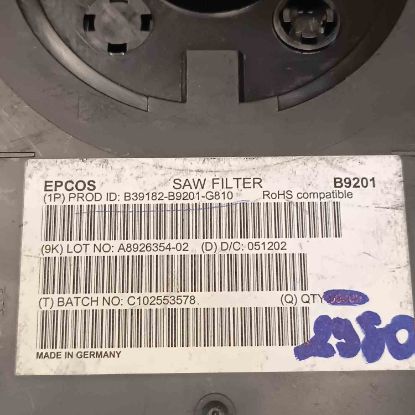 EPCOS SAW FILTER B9201
(1P) PROD ID: B39182-B9201-G810 RoHS compatible
(9K) LOT NO: A8926354-02 (D) D/C: 051202
(T) BATCH NO: C102553578 (Q) QTY
2980
MADE IN GERMANY